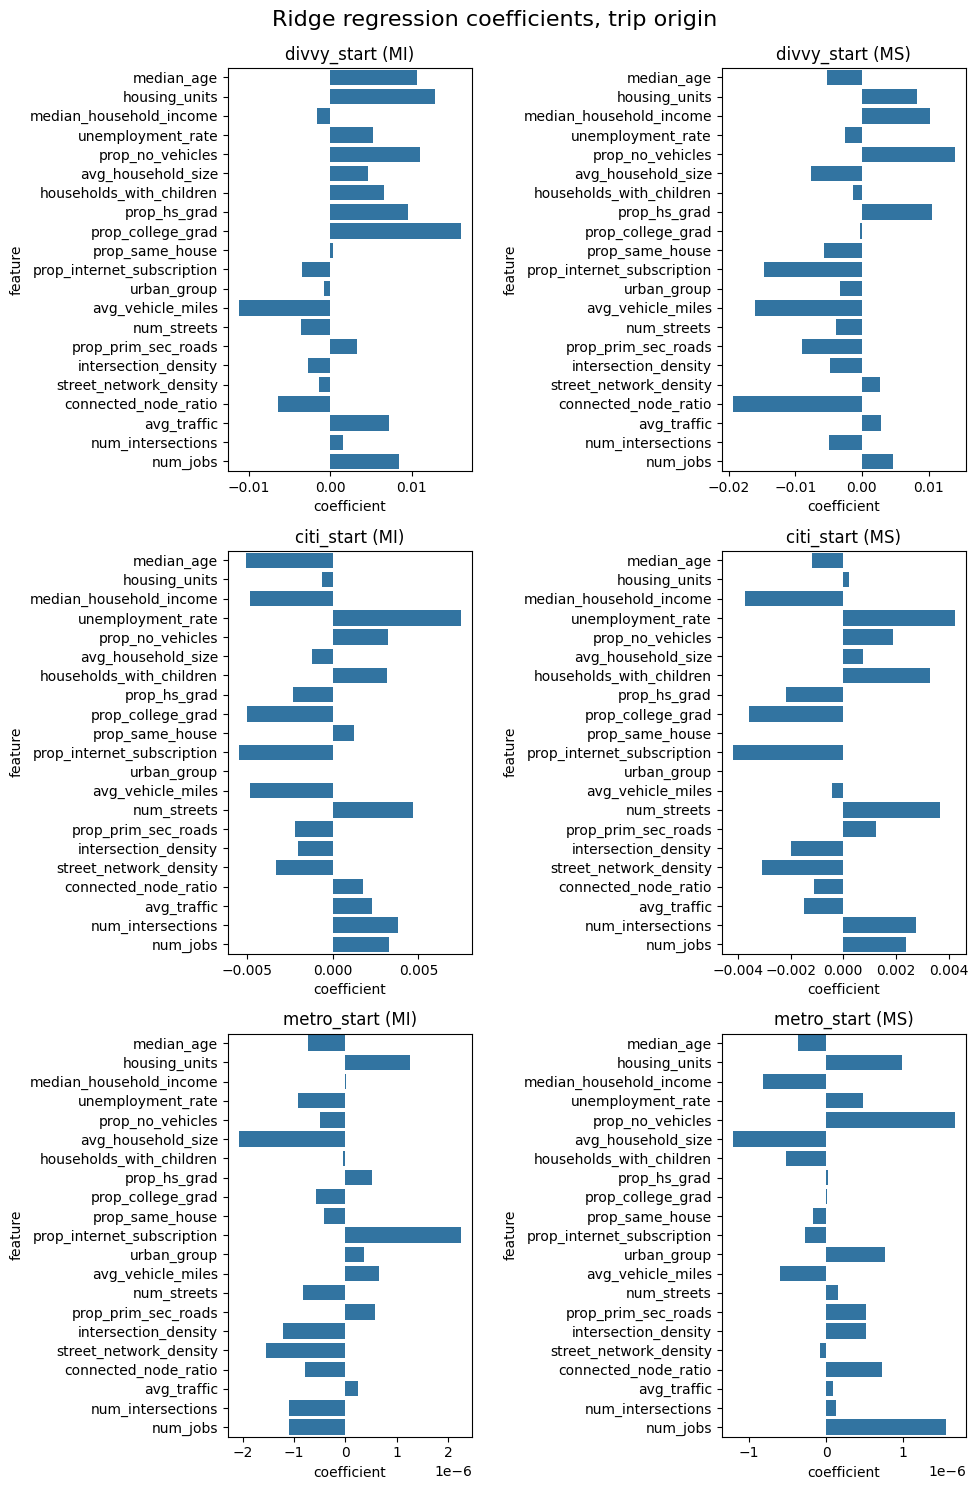 Ridge regression coefficients, trip origin
divvy_start (MI)
median_age
housing_units
median_household_income
unemployment_rate
prop_no_vehicles
avg_household_size
households_with_children
prop_hs_grad
prop_college_grad
prop_same_house
prop_internet_subscription
urban_group
avg_vehicle_miles
num_streets
prop_prim_sec_roads
intersection_density
street_network_density
connected_node_ratio
avg_traffic
num_intersections
num_jobs
feature
−0.01 0.00 0.01
coefficient
divvy_start (MS)
median_age
housing_units
median_household_income
unemployment_rate
prop_no_vehicles
avg_household_size
households_with_children
prop_hs_grad
prop_college_grad
prop_same_house
prop_internet_subscription
urban_group
avg_vehicle_miles
num_streets
prop_prim_sec_roads
intersection_density
street_network_density
connected_node_ratio
avg_traffic
num_intersections
num_jobs
feature
−0.02 −0.01 0.00 0.01
coefficient
citi_start (MI)
median_age
housing_units
median_household_income
unemployment_rate
prop_no_vehicles
avg_household_size
households_with_children
prop_hs_grad
prop_college_grad
prop_same_house
prop_internet_subscription
urban_group
avg_vehicle_miles
num_streets
prop_prim_sec_roads
intersection_density
street_network_density
connected_node_ratio
avg_traffic
num_intersections
num_jobs
feature
−0.005 0.000 0.005
coefficient
citi_start (MS)
median_age
housing_units
median_household_income
unemployment_rate
prop_no_vehicles
avg_household_size
households_with_children
prop_hs_grad
prop_college_grad
prop_same_house
prop_internet_subscription
urban_group
avg_vehicle_miles
num_streets
prop_prim_sec_roads
intersection_density
street_network_density
connected_node_ratio
avg_traffic
num_intersections
num_jobs
feature
−0.004 −0.002 0.000 0.002 0.004
coefficient
metro_start (MI)
median_age
housing_units
median_household_income
unemployment_rate
prop_no_vehicles
avg_household_size
households_with_children
prop_hs_grad
prop_college_grad
prop_same_house
prop_internet_subscription
urban_group
avg_vehicle_miles
num_streets
prop_prim_sec_roads
intersection_density
street_network_density
connected_node_ratio
avg_traffic
num_intersections
num_jobs
feature
−2 −1 0 1 2
coefficient 1e−6
metro_start (MS)
median_age
housing_units
median_household_income
unemployment_rate
prop_no_vehicles
avg_household_size
households_with_children
prop_hs_grad
prop_college_grad
prop_same_house
prop_internet_subscription
urban_group
avg_vehicle_miles
num_streets
prop_prim_sec_roads
intersection_density
street_network_density
connected_node_ratio
avg_traffic
num_intersections
num_jobs
feature
−1 0 1
coefficient 1e−6